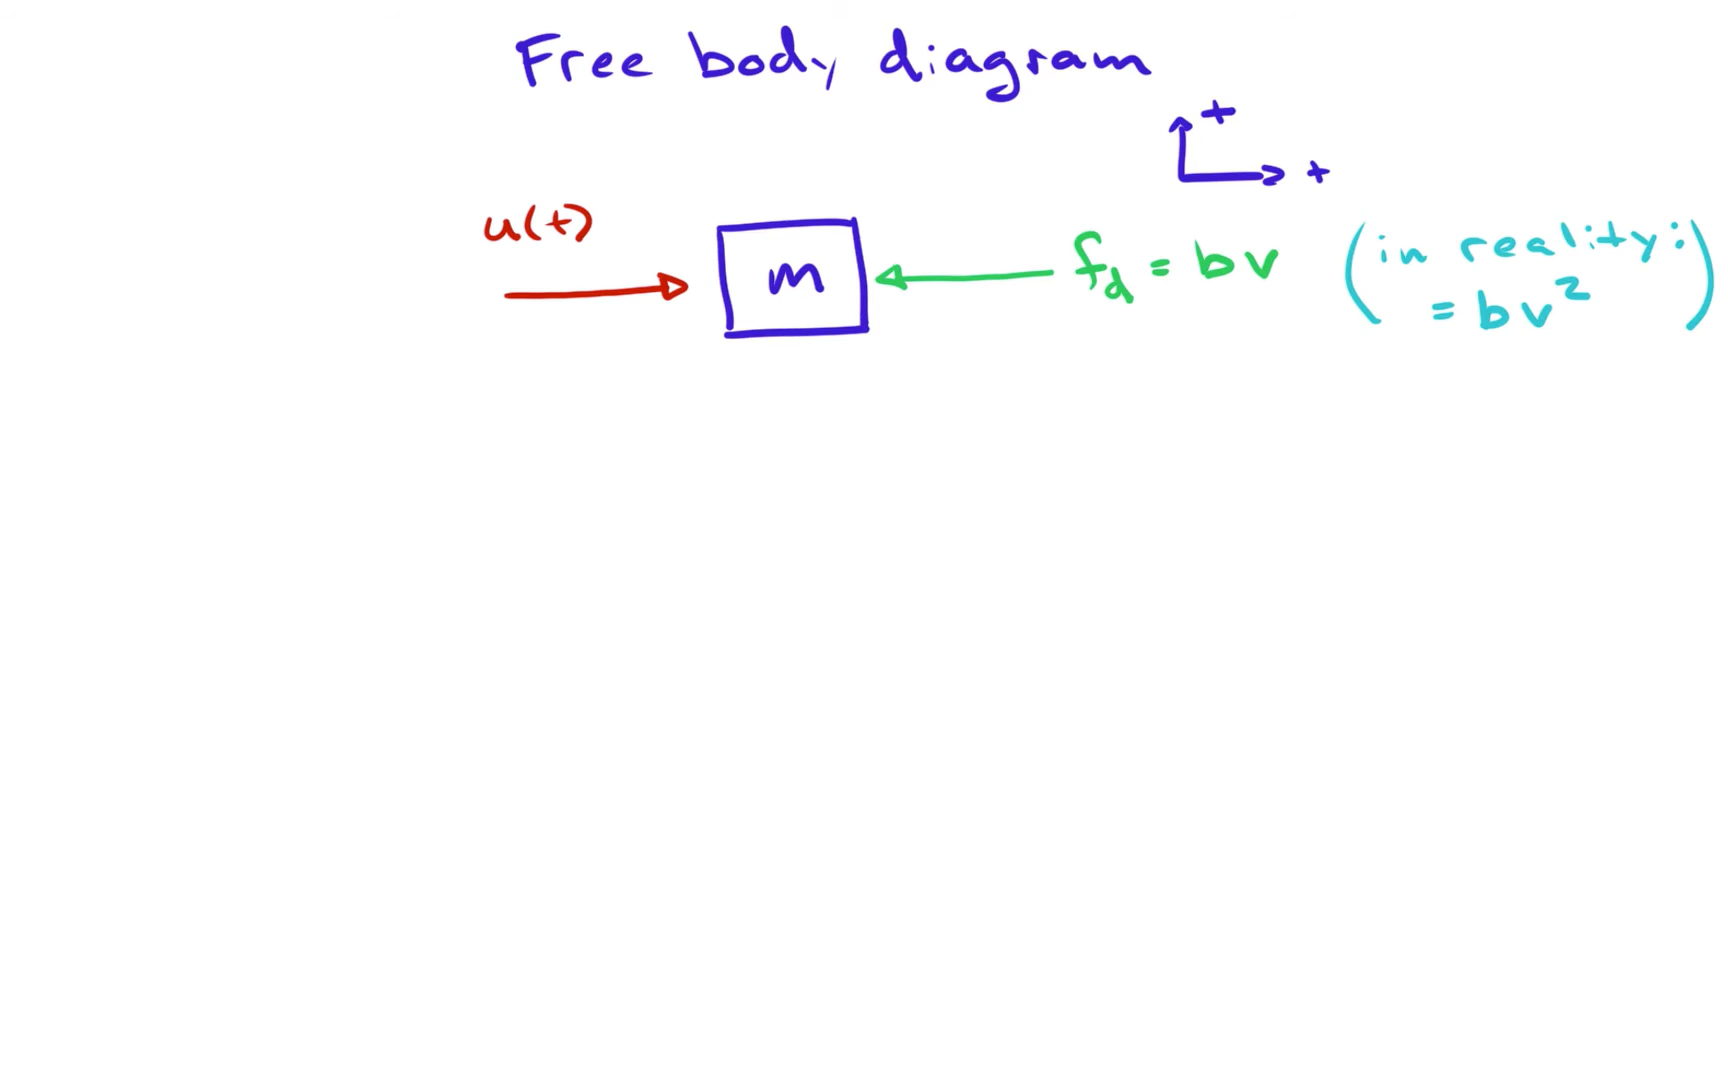 Free body diagram
+
+
u(t)
m
f_d = bv
(in reality:
= bv²)